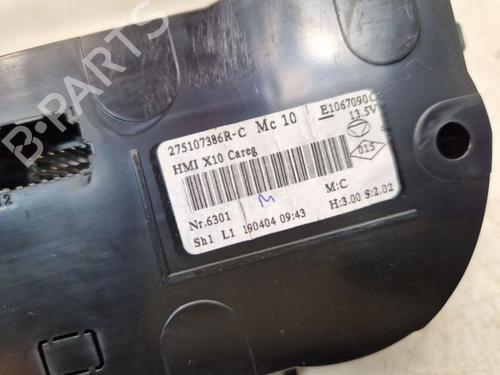 275107386R-C Mc 10 E1067090C
13.5V
HMI X10 Careg
015
Nr.6301 M M:C
Sh1 L1 190404 09:43 H:3.00 S:2.02
B-PARTS